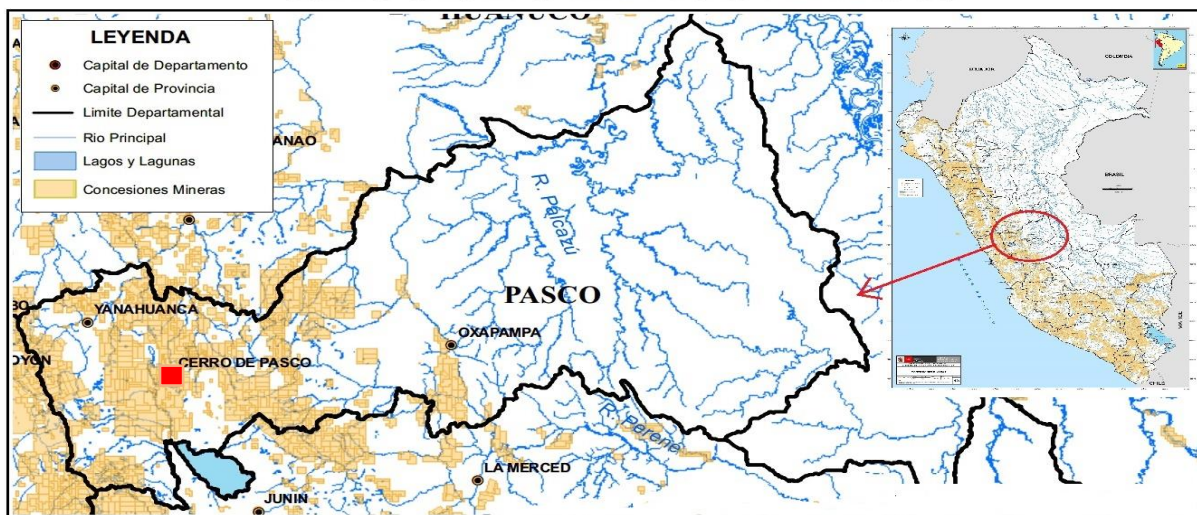 HUANUCO
LEYENDA
Capital de Departamento
Capital de Provincia
Limite Departamental
Rio Principal
Lagos y Lagunas
Concesiones Mineras
ANAO
R. Palcazú
PASCO
YANAHUANCA
OYON
CERRO DE PASCO
OXAPAMPA
R. Perené
LA MERCED
JUNIN
ECUADOR
COLOMBIA
BRASIL
CHILE